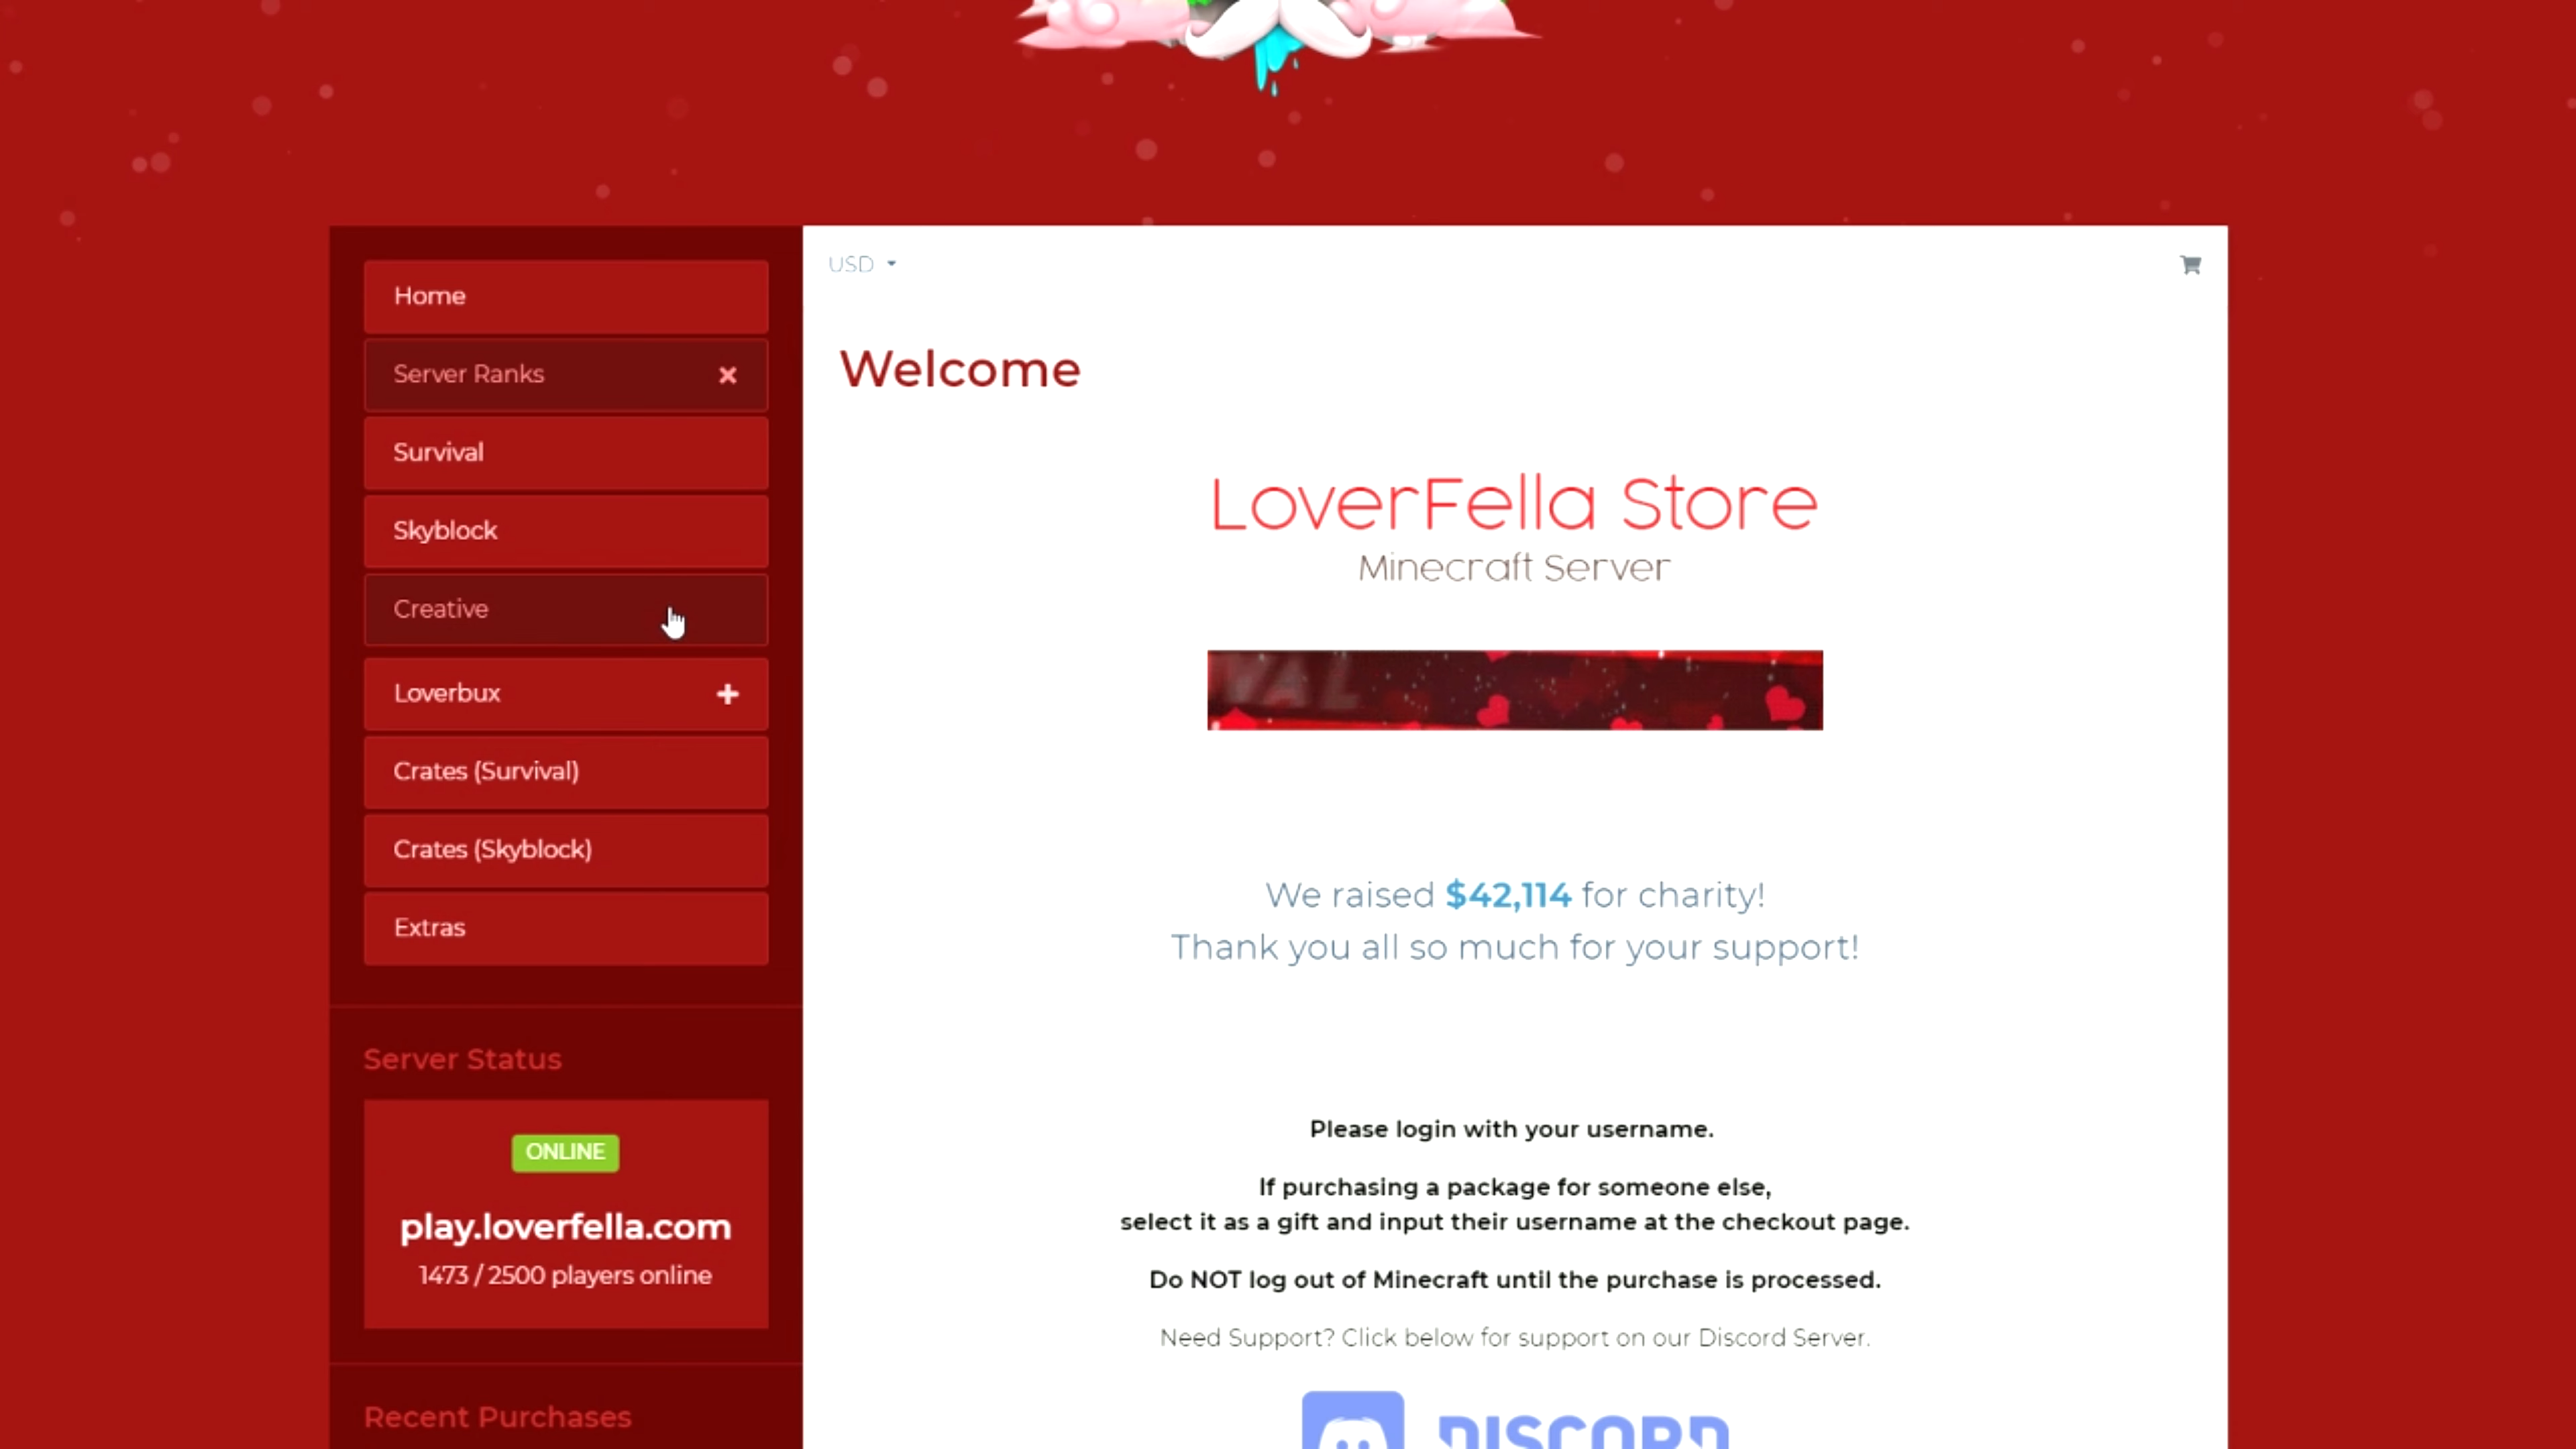 Home
Server Ranks
Survival
Skyblock
Creative
Loverbux
Crates (Survival)
Crates (Skyblock)
Extras
Server Status
ONLINE
play.loverfella.com
1473 / 2500 players online
Recent Purchases
USD
Welcome
LoverFella Store
Minecraft Server
We raised $42,114 for charity!
Thank you all so much for your support!
Please login with your username.
If purchasing a package for someone else,
select it as a gift and input their username at the checkout page.
Do NOT log out of Minecraft until the purchase is processed.
Need Support? Click below for support on our Discord Server.
DISCORD